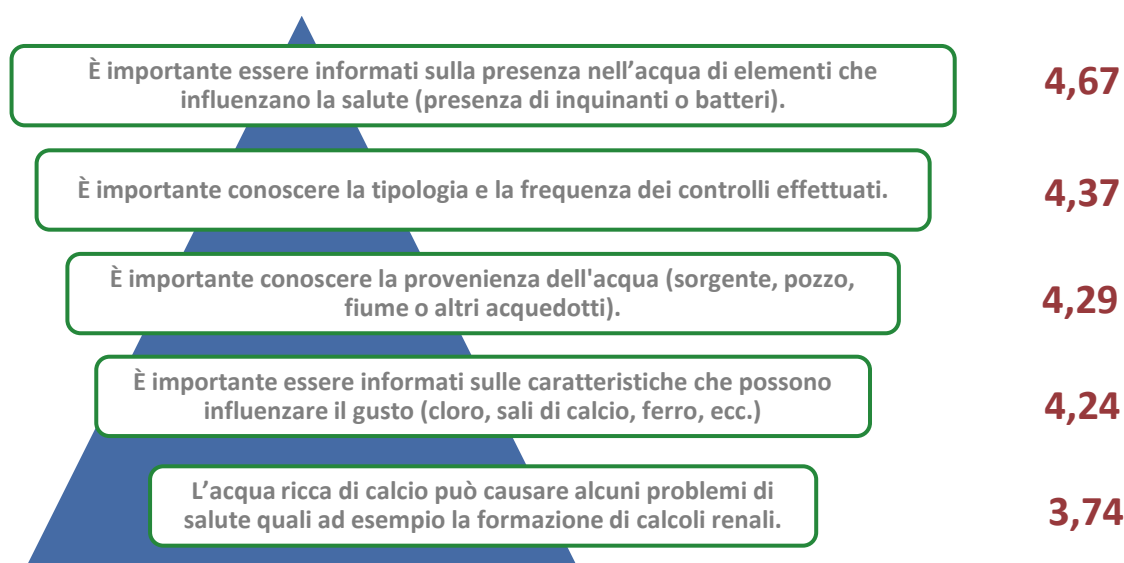 È importante essere informati sulla presenza nell’acqua di elementi che
influenzano la salute (presenza di inquinanti o batteri).
4,67
È importante conoscere la tipologia e la frequenza dei controlli effettuati.
4,37
È importante conoscere la provenienza dell'acqua (sorgente, pozzo,
fiume o altri acquedotti).
4,29
È importante essere informati sulle caratteristiche che possono
influenzare il gusto (cloro, sali di calcio, ferro, ecc.)
4,24
L’acqua ricca di calcio può causare alcuni problemi di
salute quali ad esempio la formazione di calcoli renali.
3,74